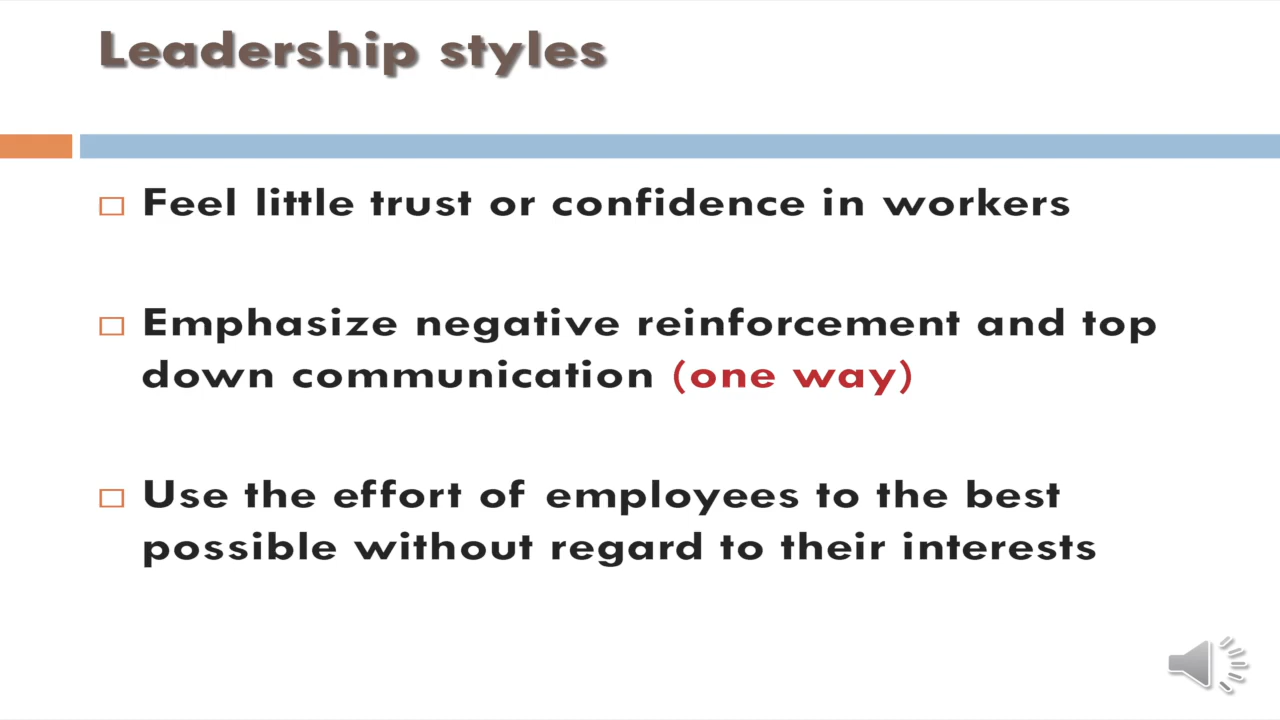 Leadership styles
Feel little trust or confidence in workers
Emphasize negative reinforcement and top
down communication (one way)
Use the effort of employees to the best
possible without regard to their interests